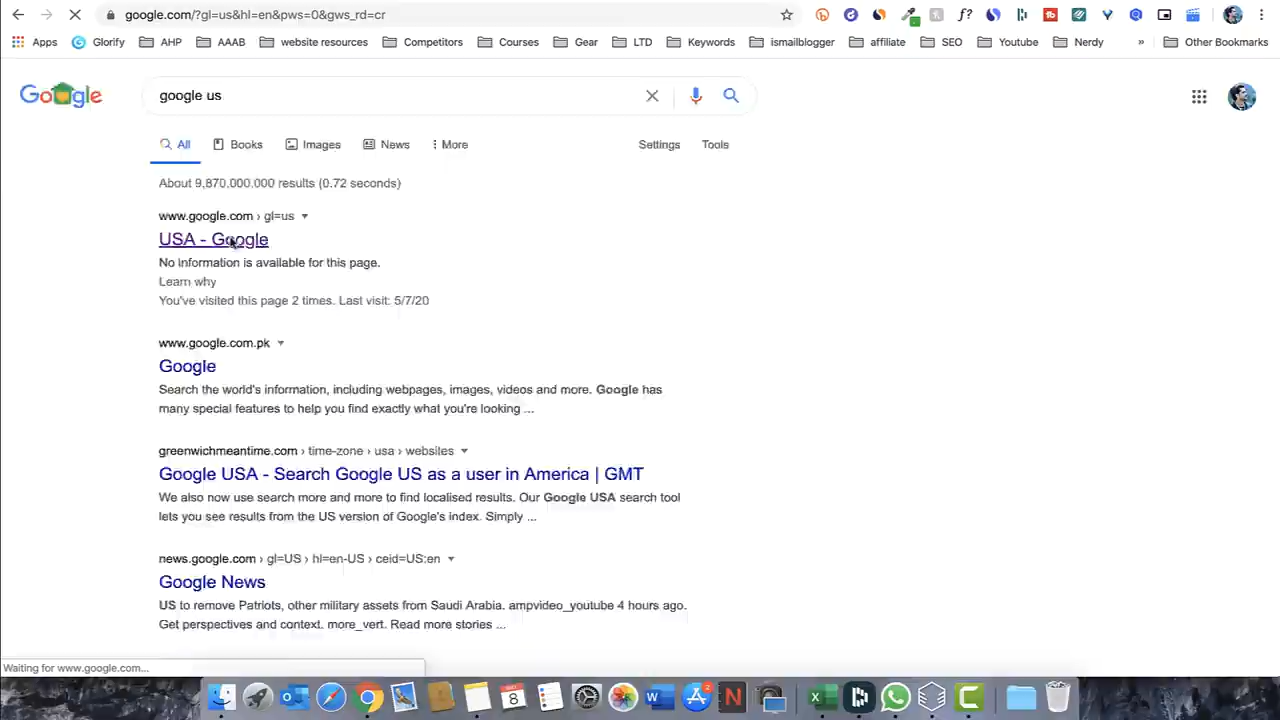 google.com/?gl=us&hl=en&pws=0&gws_rd=cr
f?
Apps Glorify AHP AAAB website resources Competitors Courses Gear LTD Keywords ismailblogger affiliate SEO Youtube Nerdy » Other Bookmarks
Google google us
All Books Images News More Settings Tools
About 9,870,000,000 results (0.72 seconds)
www.google.com › gl=us
USA - Google
No information is available for this page.
Learn why
You've visited this page 2 times. Last visit: 5/7/20
www.google.com.pk
Google
Search the world's information, including webpages, images, videos and more. Google has
many special features to help you find exactly what you're looking ...
greenwichmeantime.com › time-zone › usa › websites
Google USA - Search Google US as a user in America | GMT
We also now use search more and more to find localised results. Our Google USA search tool
lets you see results from the US version of Google's index. Simply ...
news.google.com › gl=US › hl=en-US › ceid=US:en
Google News
US to remove Patriots, other military assets from Saudi Arabia. ampvideo_youtube 4 hours ago.
Get perspectives and context. more_vert. Read more stories ...
Waiting for www.google.com...
8